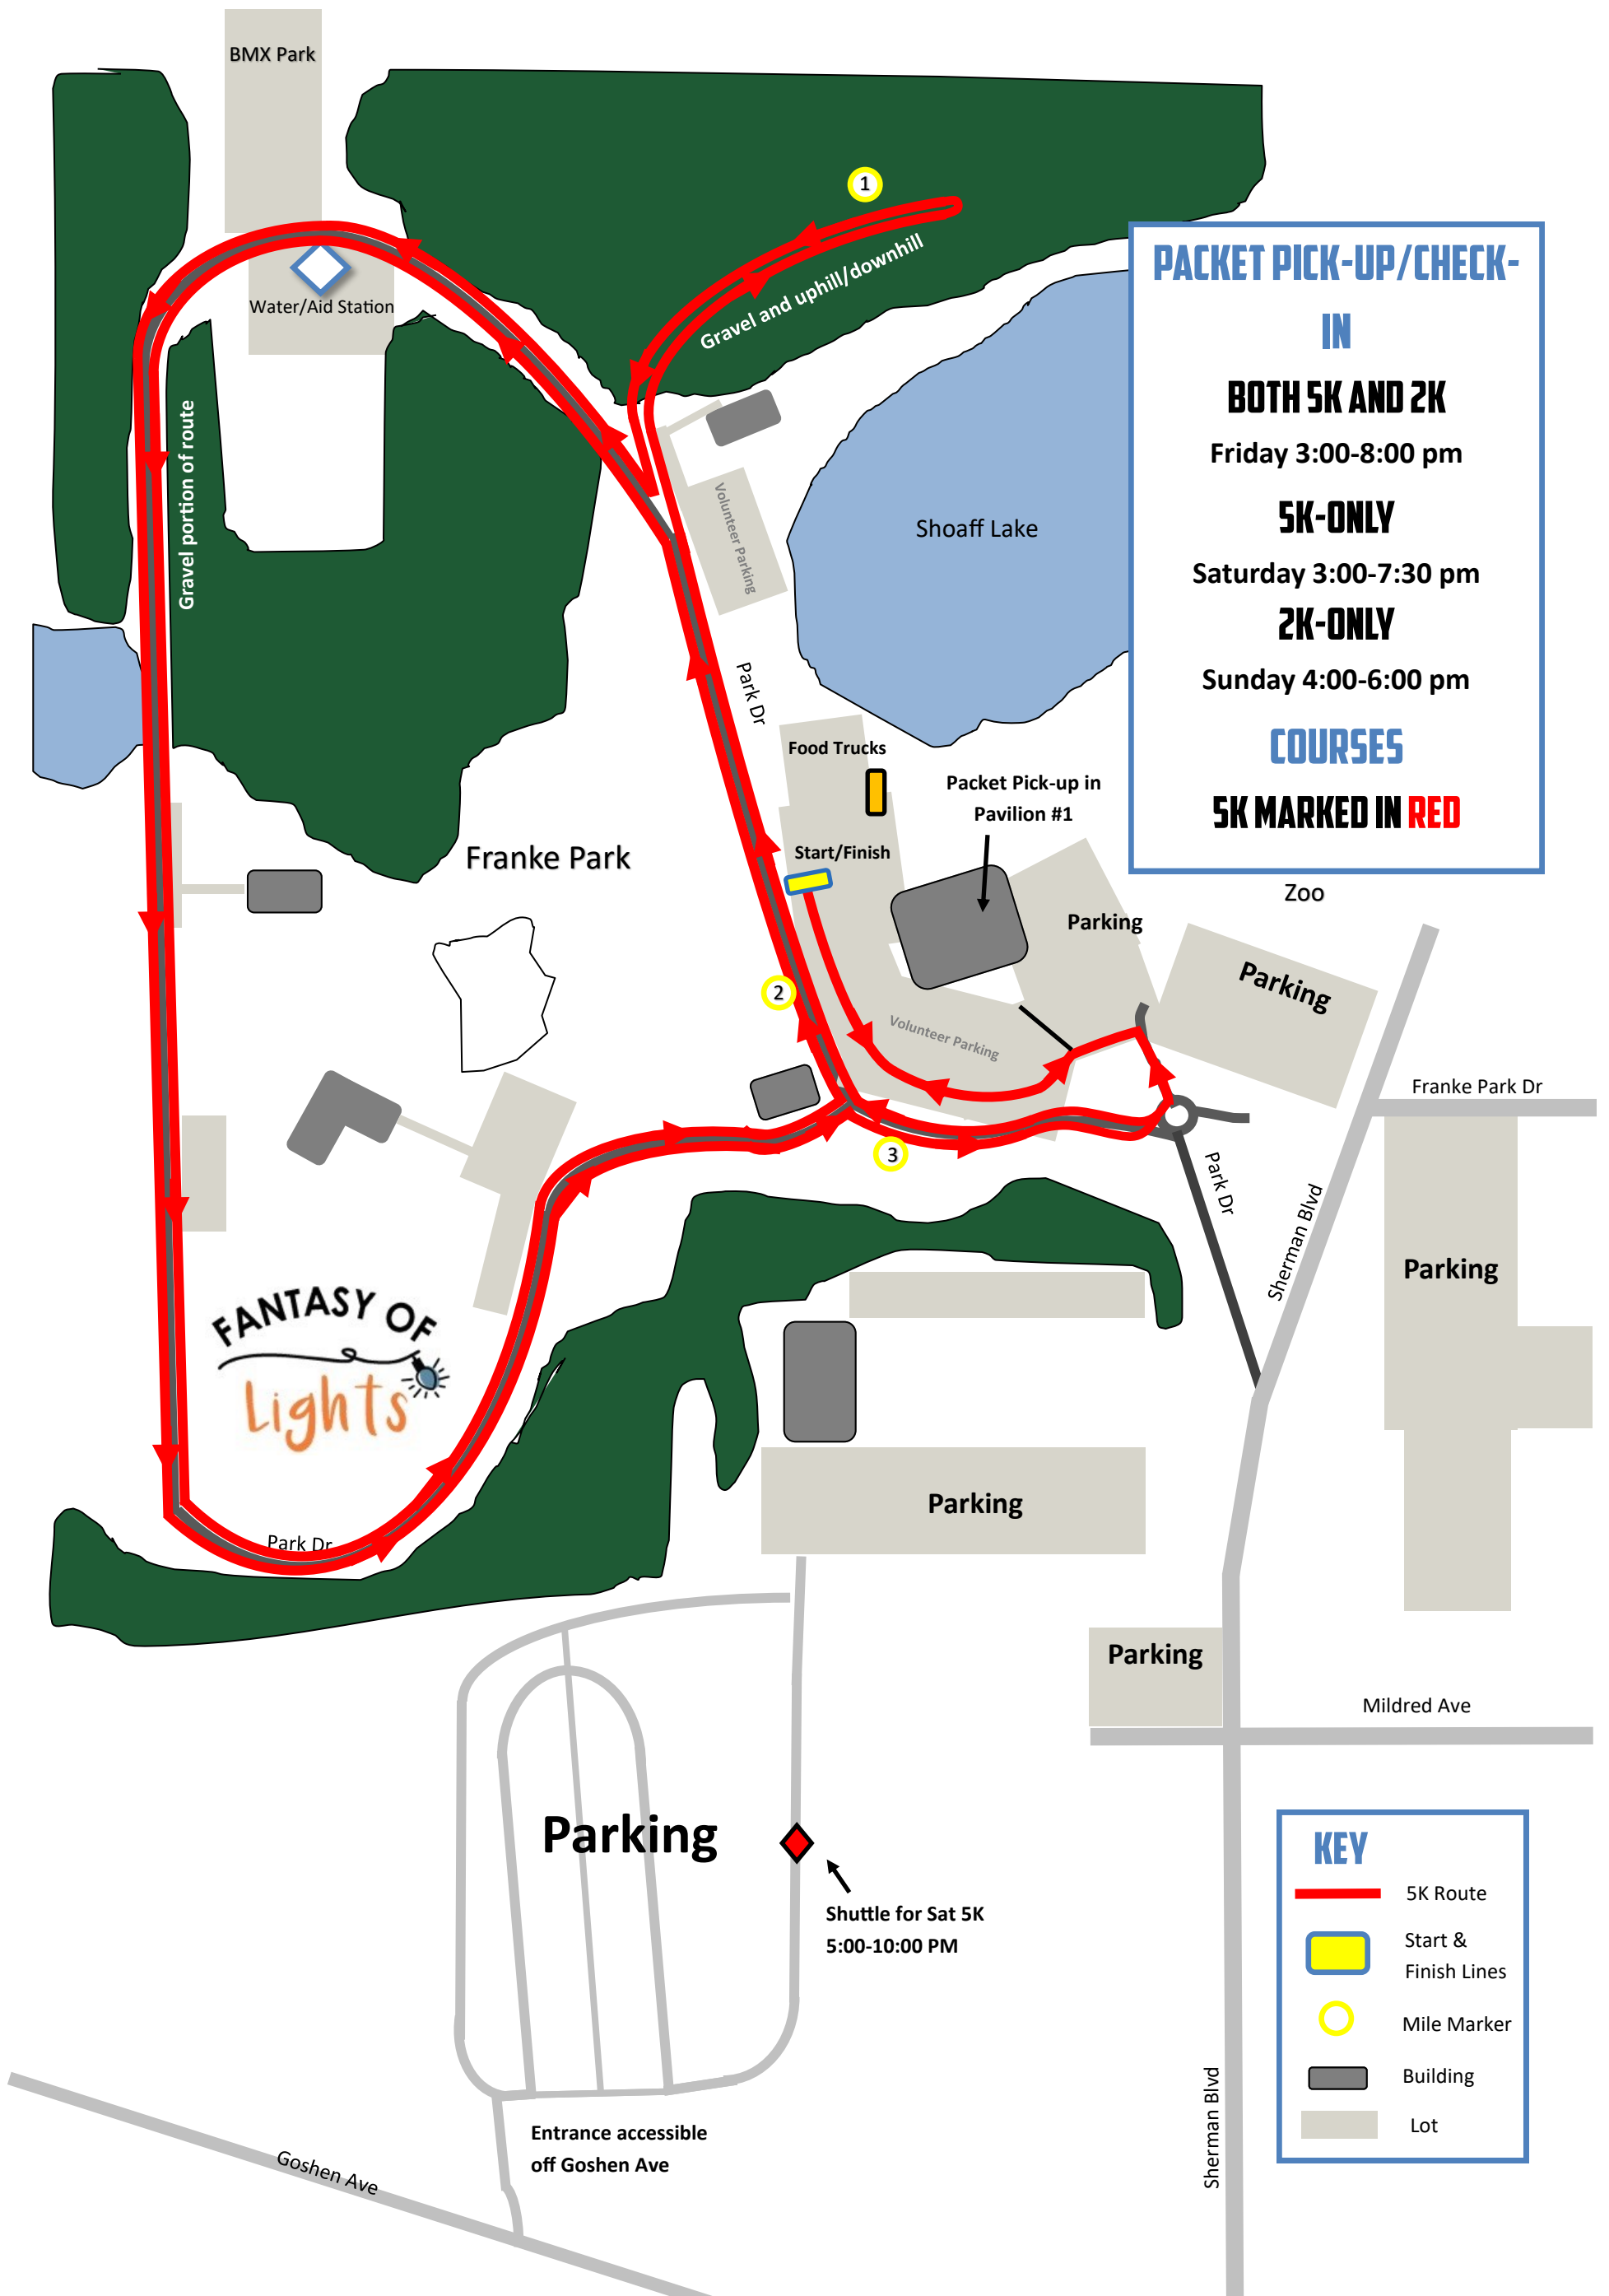 BMX Park
1
Gravel and uphill/downhill
Water/Aid Station
Gravel portion of route
Volunteer Parking
Shoaff Lake
PACKET PICK-UP/CHECK-
IN
BOTH 5K AND 2K
Friday 3:00-8:00 pm
5K-ONLY
Saturday 3:00-7:30 pm
2K-ONLY
Sunday 4:00-6:00 pm
COURSES
5K MARKED IN RED
Park Dr
Food Trucks
Packet Pick-up in
Pavilion #1
Start/Finish
Franke Park
Zoo
Parking
Parking
2
Volunteer Parking
Franke Park Dr
3
Park Dr
Sherman Blvd
Parking
FANTASY OF
Lights
Parking
Park Dr
Parking
Mildred Ave
Parking
Shuttle for Sat 5K
5:00-10:00 PM
KEY
5K Route
Start &
Finish Lines
Mile Marker
Building
Lot
Sherman Blvd
Entrance accessible
off Goshen Ave
Goshen Ave